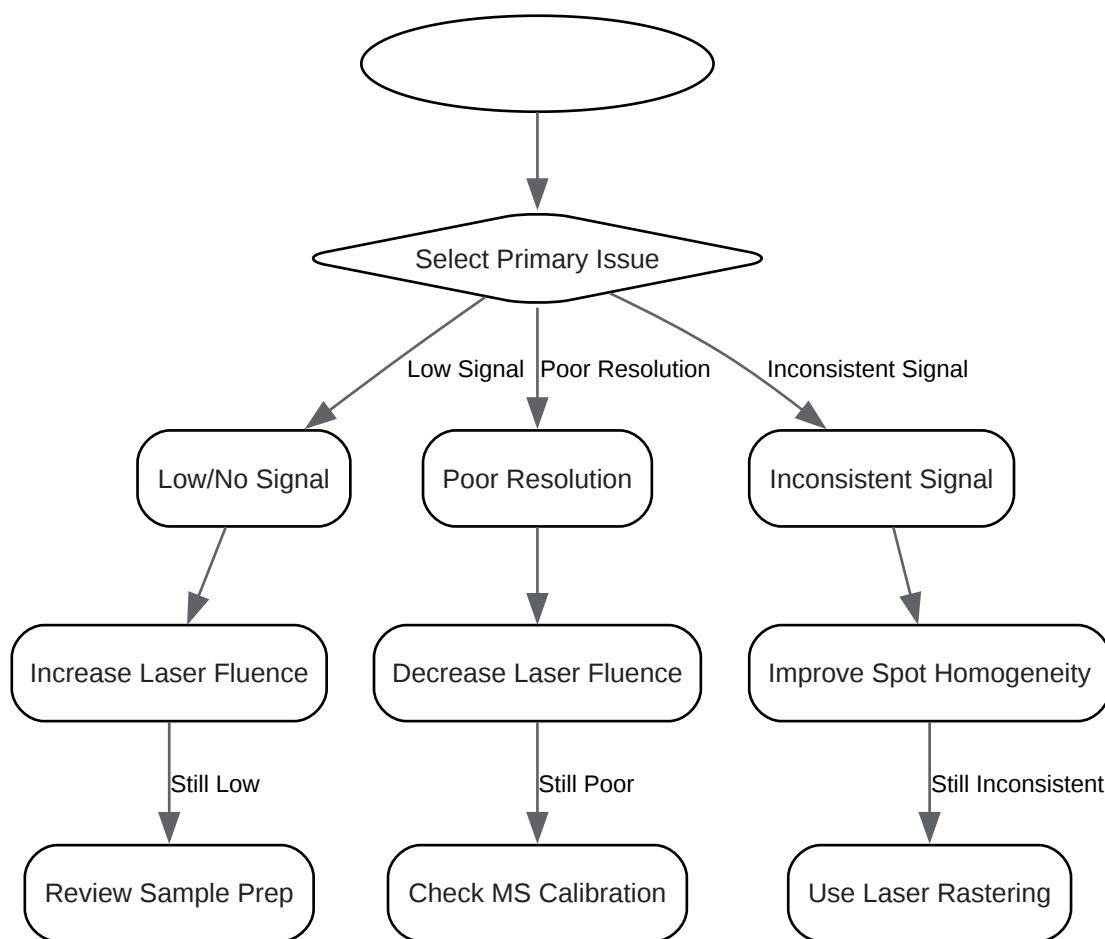 Select Primary Issue
Low Signal
Poor Resolution
Inconsistent Signal
Low/No Signal
Poor Resolution
Inconsistent Signal
Increase Laser Fluence
Decrease Laser Fluence
Improve Spot Homogeneity
Still Low
Still Poor
Still Inconsistent
Review Sample Prep
Check MS Calibration
Use Laser Rastering